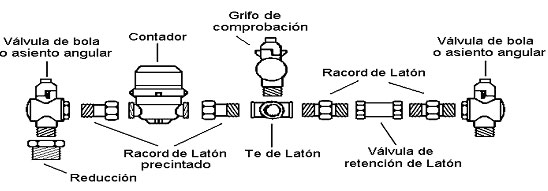 Grifo de
comprobación
Válvula de bola
o asiento angular
Contador
Válvula de bola
o asiento angular
Racord de Latón
Racord de Latón
precintado
Te de Latón
Válvula de
retención de Latón
Reducción